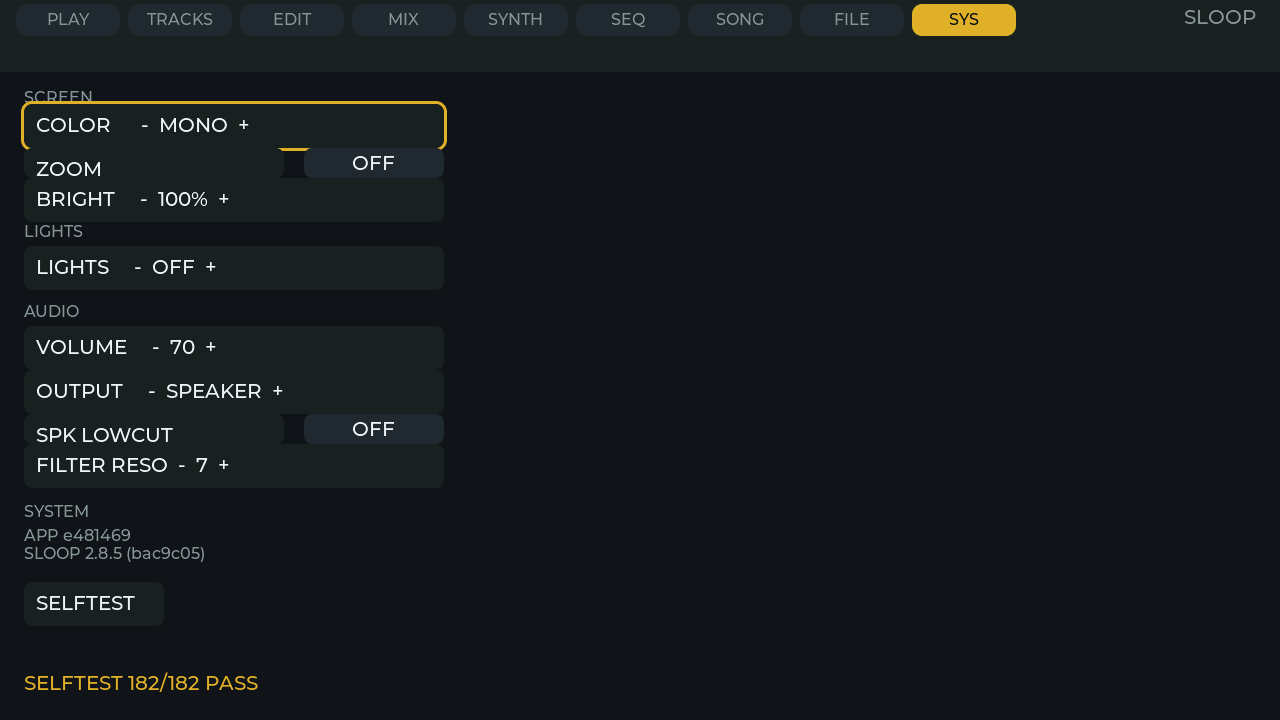 PLAY TRACKS EDIT MIX SYNTH SEQ SONG FILE SYS SLOOP
SCREEN
COLOR - MONO +
ZOOM OFF
BRIGHT - 100% +
LIGHTS
LIGHTS - OFF +
AUDIO
VOLUME - 70 +
OUTPUT - SPEAKER +
SPK LOWCUT OFF
FILTER RESO - 7 +
SYSTEM
APP e481469
SLOOP 2.8.5 (bac9c05)
SELFTEST
SELFTEST 182/182 PASS